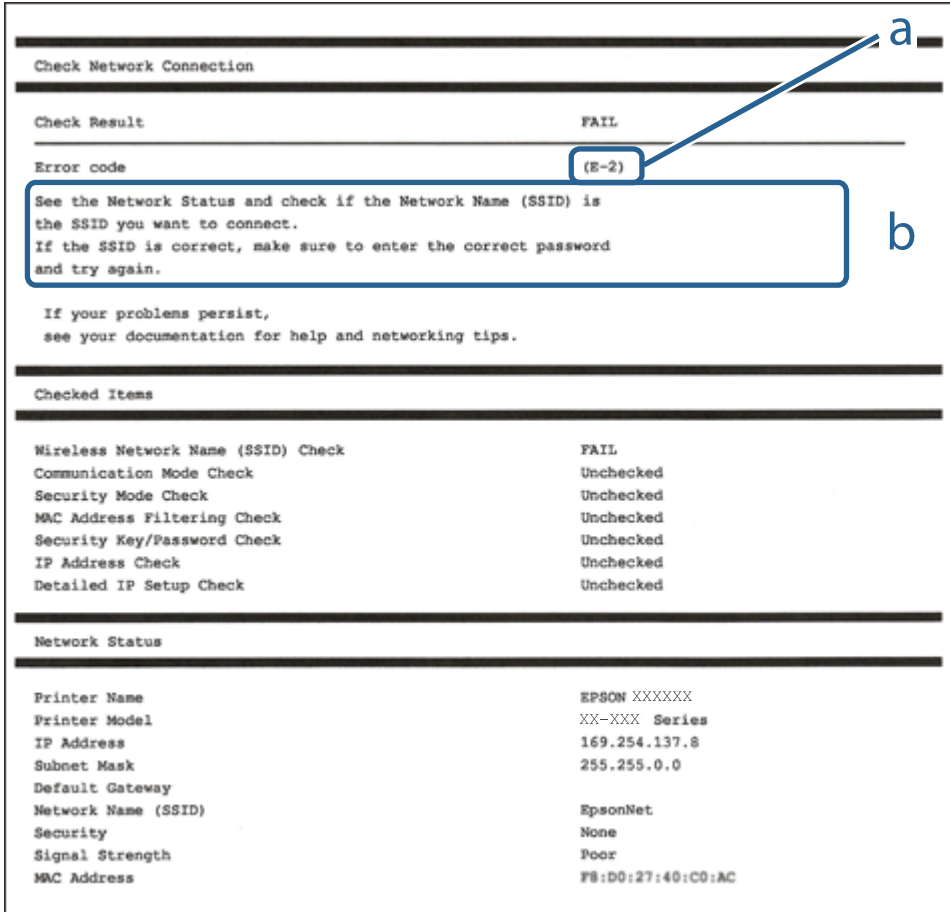 a
Check Network Connection
Check Result FAIL
Error code (E-2)
See the Network Status and check if the Network Name (SSID) is
the SSID you want to connect.
If the SSID is correct, make sure to enter the correct password
and try again.
b
If your problems persist,
see your documentation for help and networking tips.
Checked Items
Wireless Network Name (SSID) Check FAIL
Communication Mode Check Unchecked
Security Mode Check Unchecked
MAC Address Filtering Check Unchecked
Security Key/Password Check Unchecked
IP Address Check Unchecked
Detailed IP Setup Check Unchecked
Network Status
Printer Name EPSON XXXXXX
Printer Model XX-XXX Series
IP Address 169.254.137.8
Subnet Mask 255.255.0.0
Default Gateway
Network Name (SSID) EpsonNet
Security None
Signal Strength Poor
MAC Address F8:D0:27:40:C0:AC